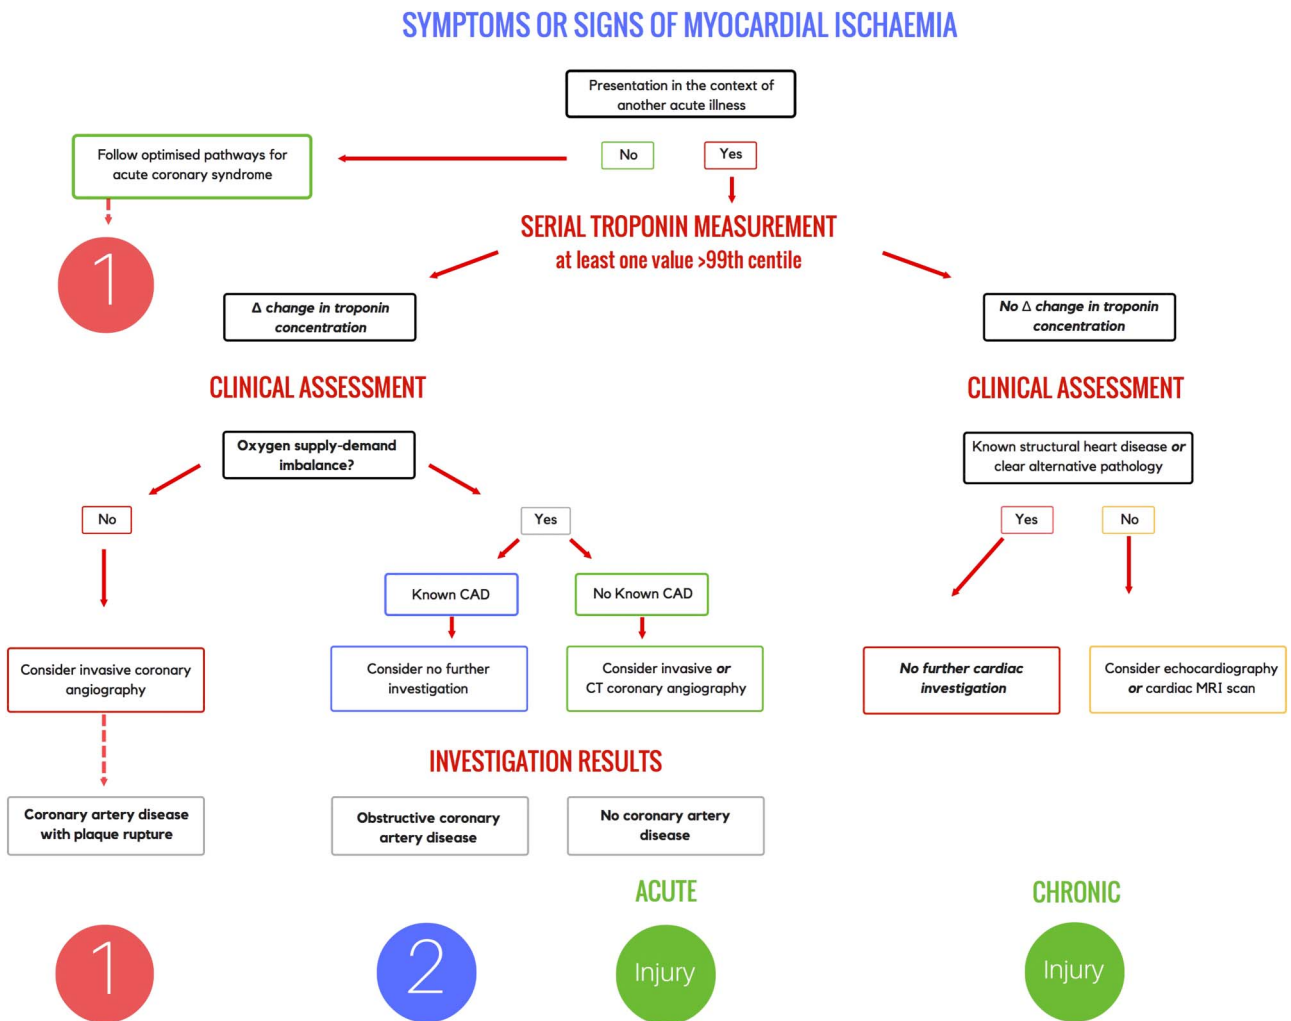 SYMPTOMS OR SIGNS OF MYOCARDIAL ISCHAEMIA
Presentation in the context of
another acute illness
No
Yes
Follow optimised pathways for
acute coronary syndrome
1
SERIAL TROPONIN MEASUREMENT
at least one value >99th centile
Δ change in troponin
concentration
No Δ change in troponin
concentration
CLINICAL ASSESSMENT
CLINICAL ASSESSMENT
Oxygen supply-demand
imbalance?
Known structural heart disease or
clear alternative pathology
No
Yes
Yes
No
Known CAD
No Known CAD
Consider invasive coronary
angiography
Consider no further
investigation
Consider invasive or
CT coronary angiography
No further cardiac
investigation
Consider echocardiography
or cardiac MRI scan
INVESTIGATION RESULTS
Coronary artery disease
with plaque rupture
Obstructive coronary
artery disease
No coronary artery
disease
ACUTE
CHRONIC
1
2
Injury
Injury